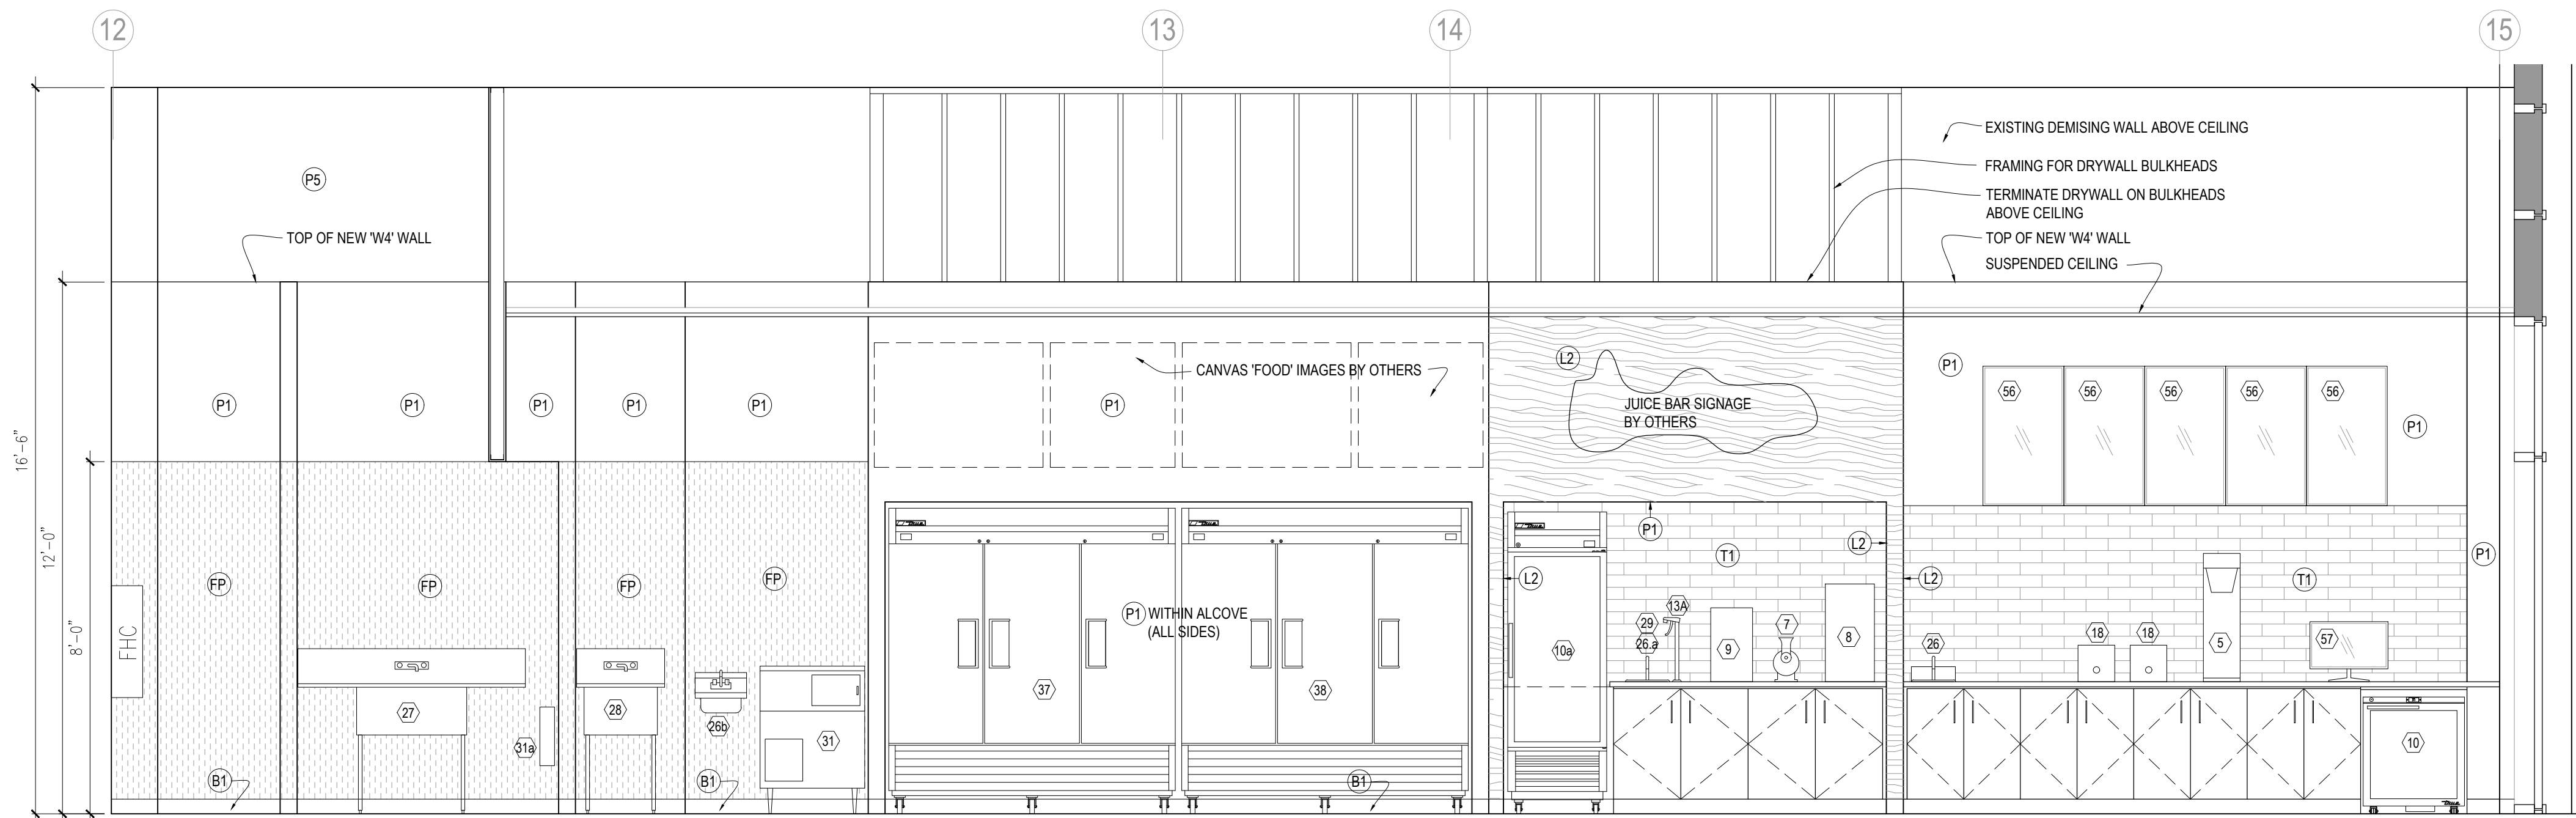 12
13
14
15
EXISTING DEMISING WALL ABOVE CEILING
FRAMING FOR DRYWALL BULKHEADS
TERMINATE DRYWALL ON BULKHEADS
ABOVE CEILING
TOP OF NEW 'W4' WALL
SUSPENDED CEILING
P5
TOP OF NEW 'W4' WALL
16'-6"
12'-0"
8'-0"
CANVAS 'FOOD' IMAGES BY OTHERS
L2
JUICE BAR SIGNAGE
BY OTHERS
P1
P1
P1
P1
P1
P1
P1
56
56
56
56
56
P1
P1
L2
T1
P1
L2
L2
T1
FP
FP
FP
FP
FHC
P1 WITHIN ALCOVE
(ALL SIDES)
True
True
True
10a
29
26.a
13A
9
7
8
26
18
18
5
57
27
28
26b
31
31a
37
38
10
True
B1
B1
B1